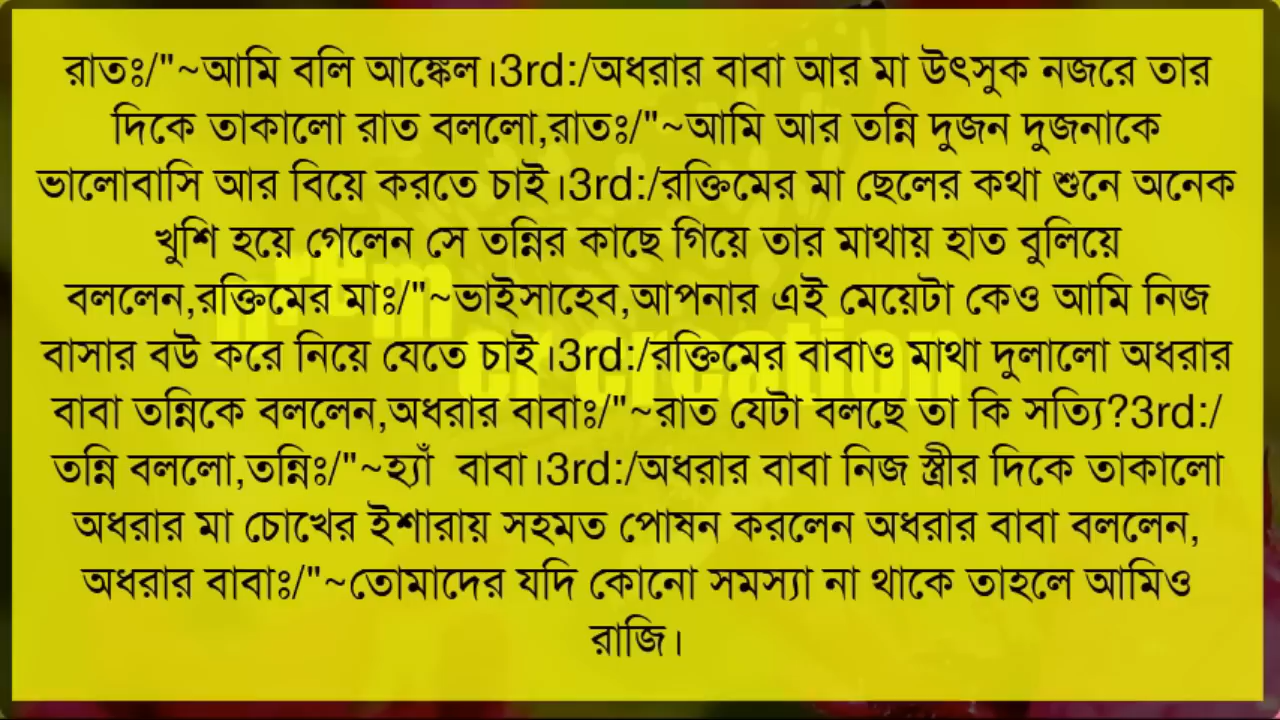 রাতঃ/"~আমি বলি আঙ্কেল।3rd:/অধরার বাবা আর মা উৎসুক নজরে তার
দিকে তাকালো রাত বললো,রাতঃ/"~আমি আর তন্নি দুজন দুজনাকে
ভালোবাসি আর বিয়ে করতে চাই।3rd:/রক্তিমের মা ছেলের কথা শুনে অনেক
খুশি হয়ে গেলেন সে তন্নির কাছে গিয়ে তার মাথায় হাত বুলিয়ে
বললেন,রক্তিমের মাঃ/"~ভাইসাহেব,আপনার এই মেয়েটা কেও আমি নিজ
বাসার বউ করে নিয়ে যেতে চাই।3rd:/রক্তিমের বাবাও মাথা দুলালো অধরার
বাবা তন্নিকে বললেন,অধরার বাবাঃ/"~রাত যেটা বলছে তা কি সত্যি?3rd:/
তন্নি বললো,তন্নিঃ/"~হ্যাঁ  বাবা।3rd:/অধরার বাবা নিজ স্ত্রীর দিকে তাকালো
অধরার মা চোখের ইশারায় সহমত পোষন করলেন অধরার বাবা বললেন,
অধরার বাবাঃ/"~তোমাদের যদি কোনো সমস্যা না থাকে তাহলে আমিও
রাজি।
creation